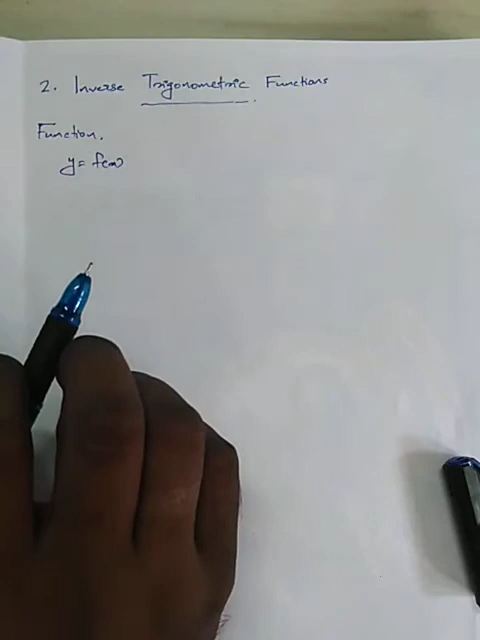 2. Inverse Trigonometric Functions
Function.
y = f(x)